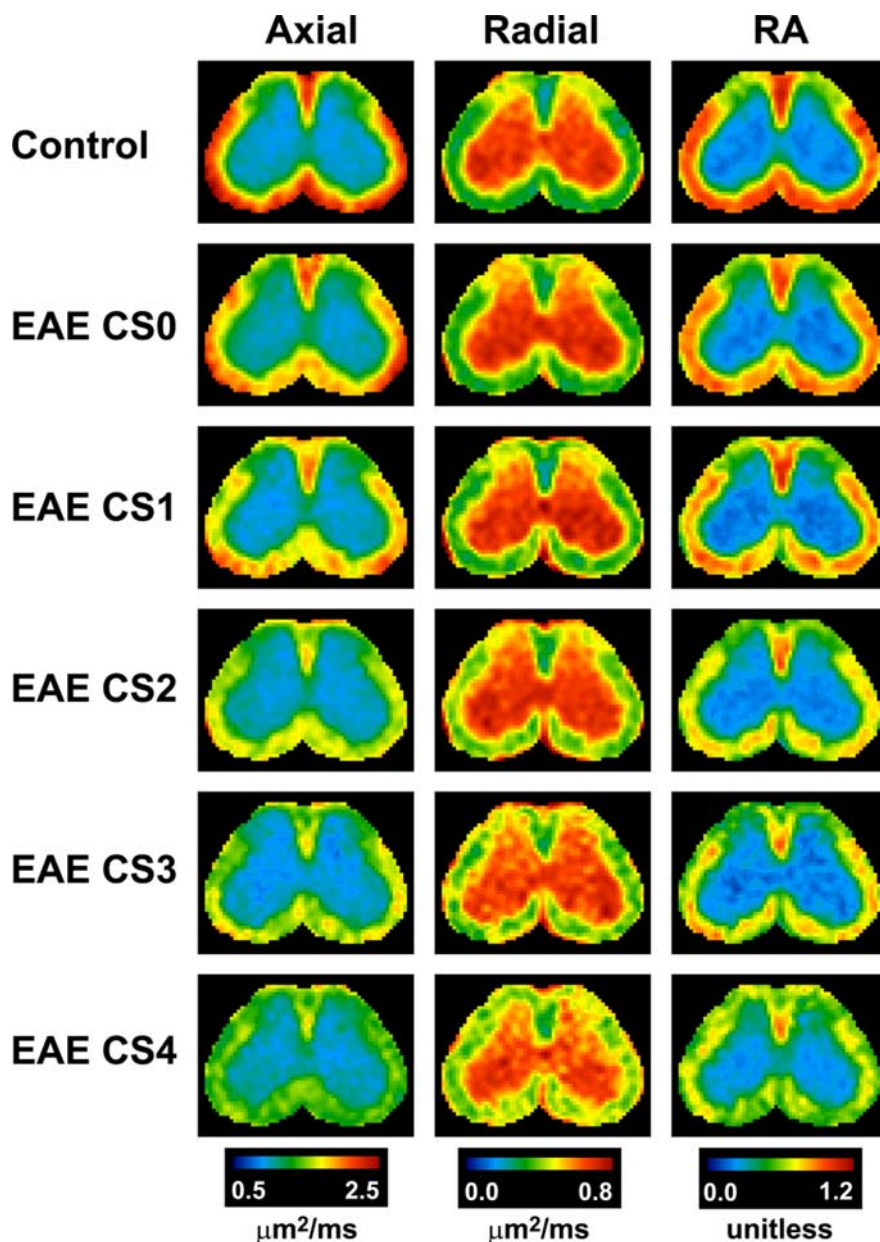 Axial Radial RA
Control
EAE CS0
EAE CS1
EAE CS2
EAE CS3
EAE CS4
0.5 2.5 0.0 0.8 0.0 1.2
μm²/ms μm²/ms unitless